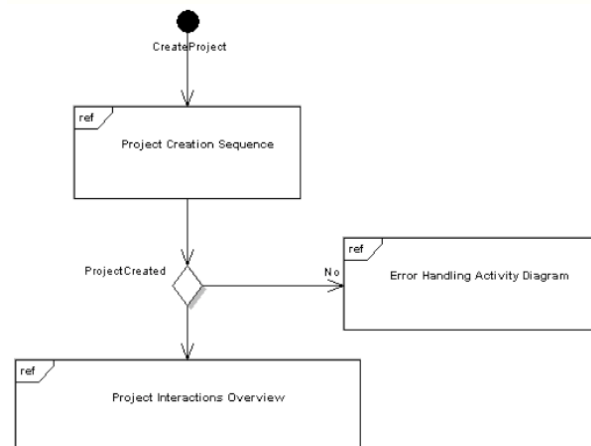 CreateProject
ref
Project Creation Sequence
ProjectCreated
No
ref
Error Handling Activity Diagram
ref
Project Interactions Overview